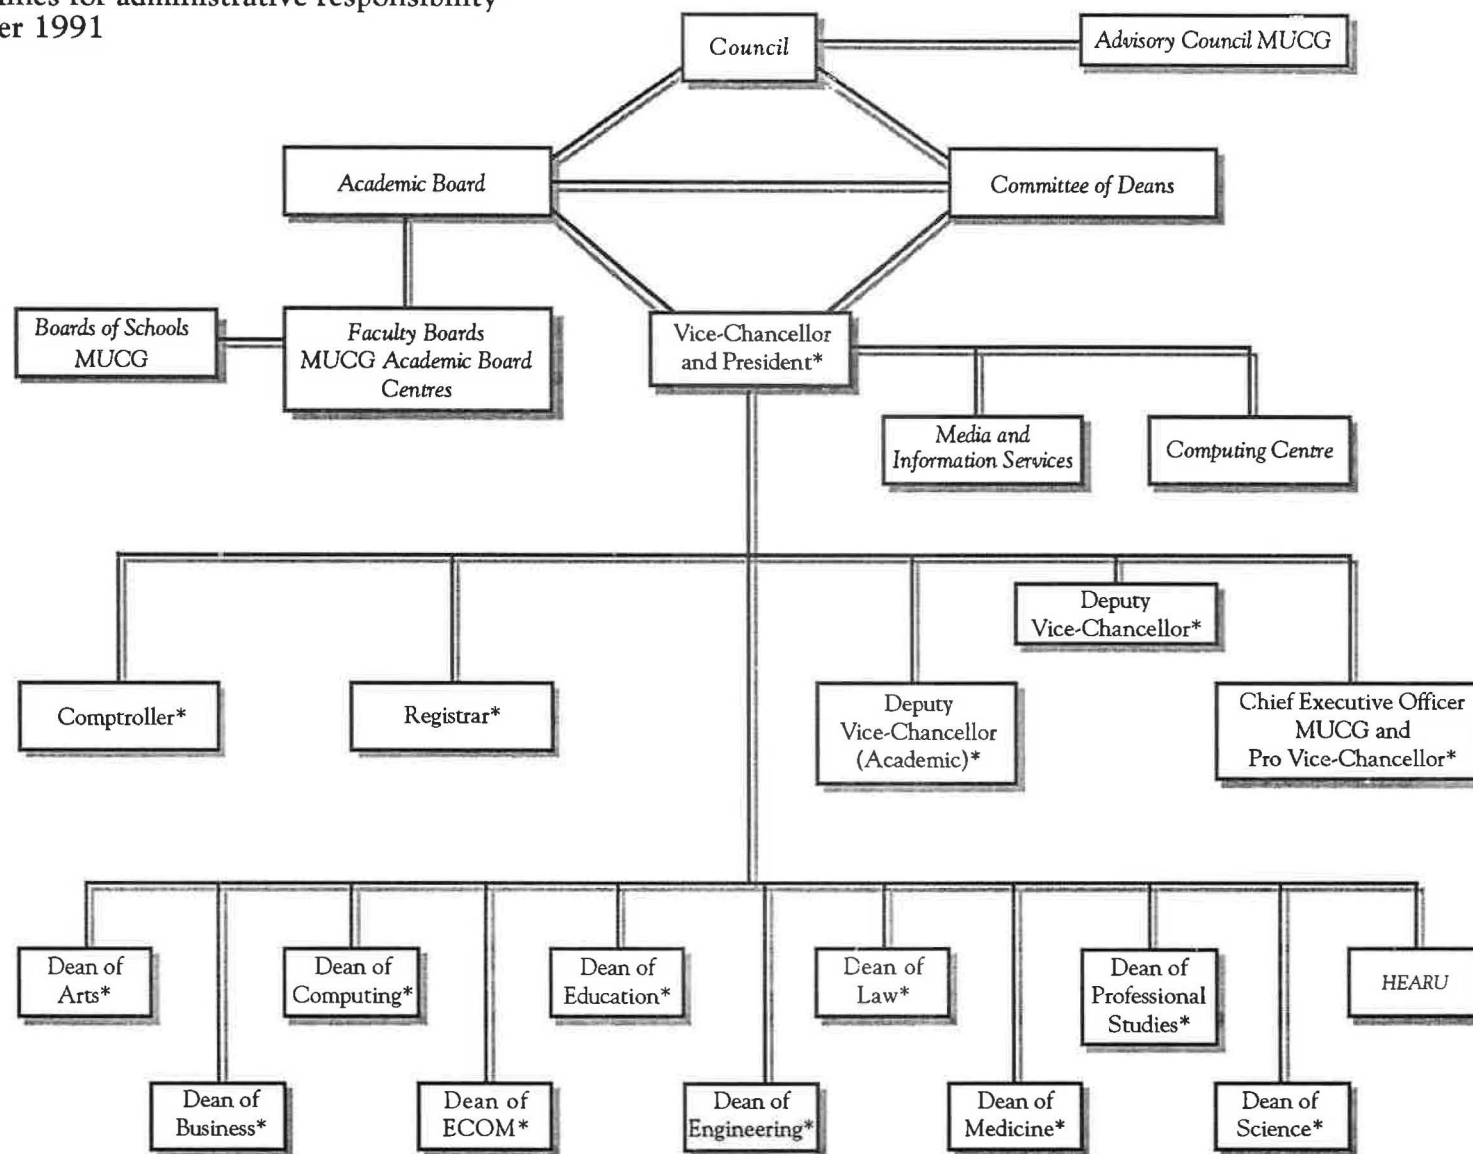 lines for administrative responsibility
er 1991
Council
Advisory Council MUCG
Academic Board
Committee of Deans
Boards of Schools
MUCG
Faculty Boards
MUCG Academic Board
Centres
Vice-Chancellor
and President*
Media and
Information Services
Computing Centre
Deputy
Vice-Chancellor*
Comptroller*
Registrar*
Deputy
Vice-Chancellor
(Academic)*
Chief Executive Officer
MUCG and
Pro Vice-Chancellor*
Dean of
Arts*
Dean of
Computing*
Dean of
Education*
Dean of
Law*
Dean of
Professional
Studies*
HEARU
Dean of
Business*
Dean of
ECOM*
Dean of
Engineering*
Dean of
Medicine*
Dean of
Science*